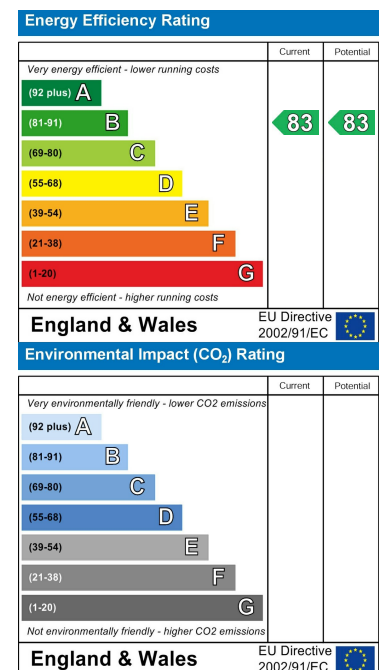 Energy Efficiency Rating
Current Potential
Very energy efficient - lower running costs
(92 plus) A
(81-91) B 83 83
(69-80) C
(55-68) D
(39-54) E
(21-38) F
(1-20) G
Not energy efficient - higher running costs
England & Wales EU Directive 2002/91/EC
Environmental Impact (CO₂) Rating
Current Potential
Very environmentally friendly - lower CO2 emissions
(92 plus) A
(81-91) B
(69-80) C
(55-68) D
(39-54) E
(21-38) F
(1-20) G
Not environmentally friendly - higher CO2 emissions
England & Wales EU Directive 2002/91/EC